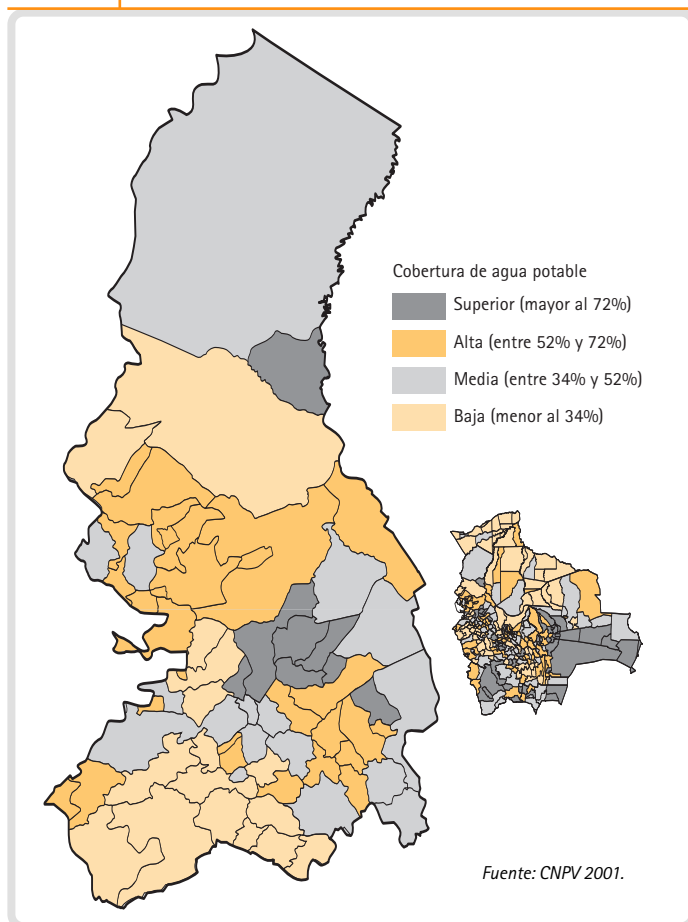 Cobertura de agua potable
Superior (mayor al 72%)
Alta (entre 52% y 72%)
Media (entre 34% y 52%)
Baja (menor al 34%)
Fuente: CNPV 2001.